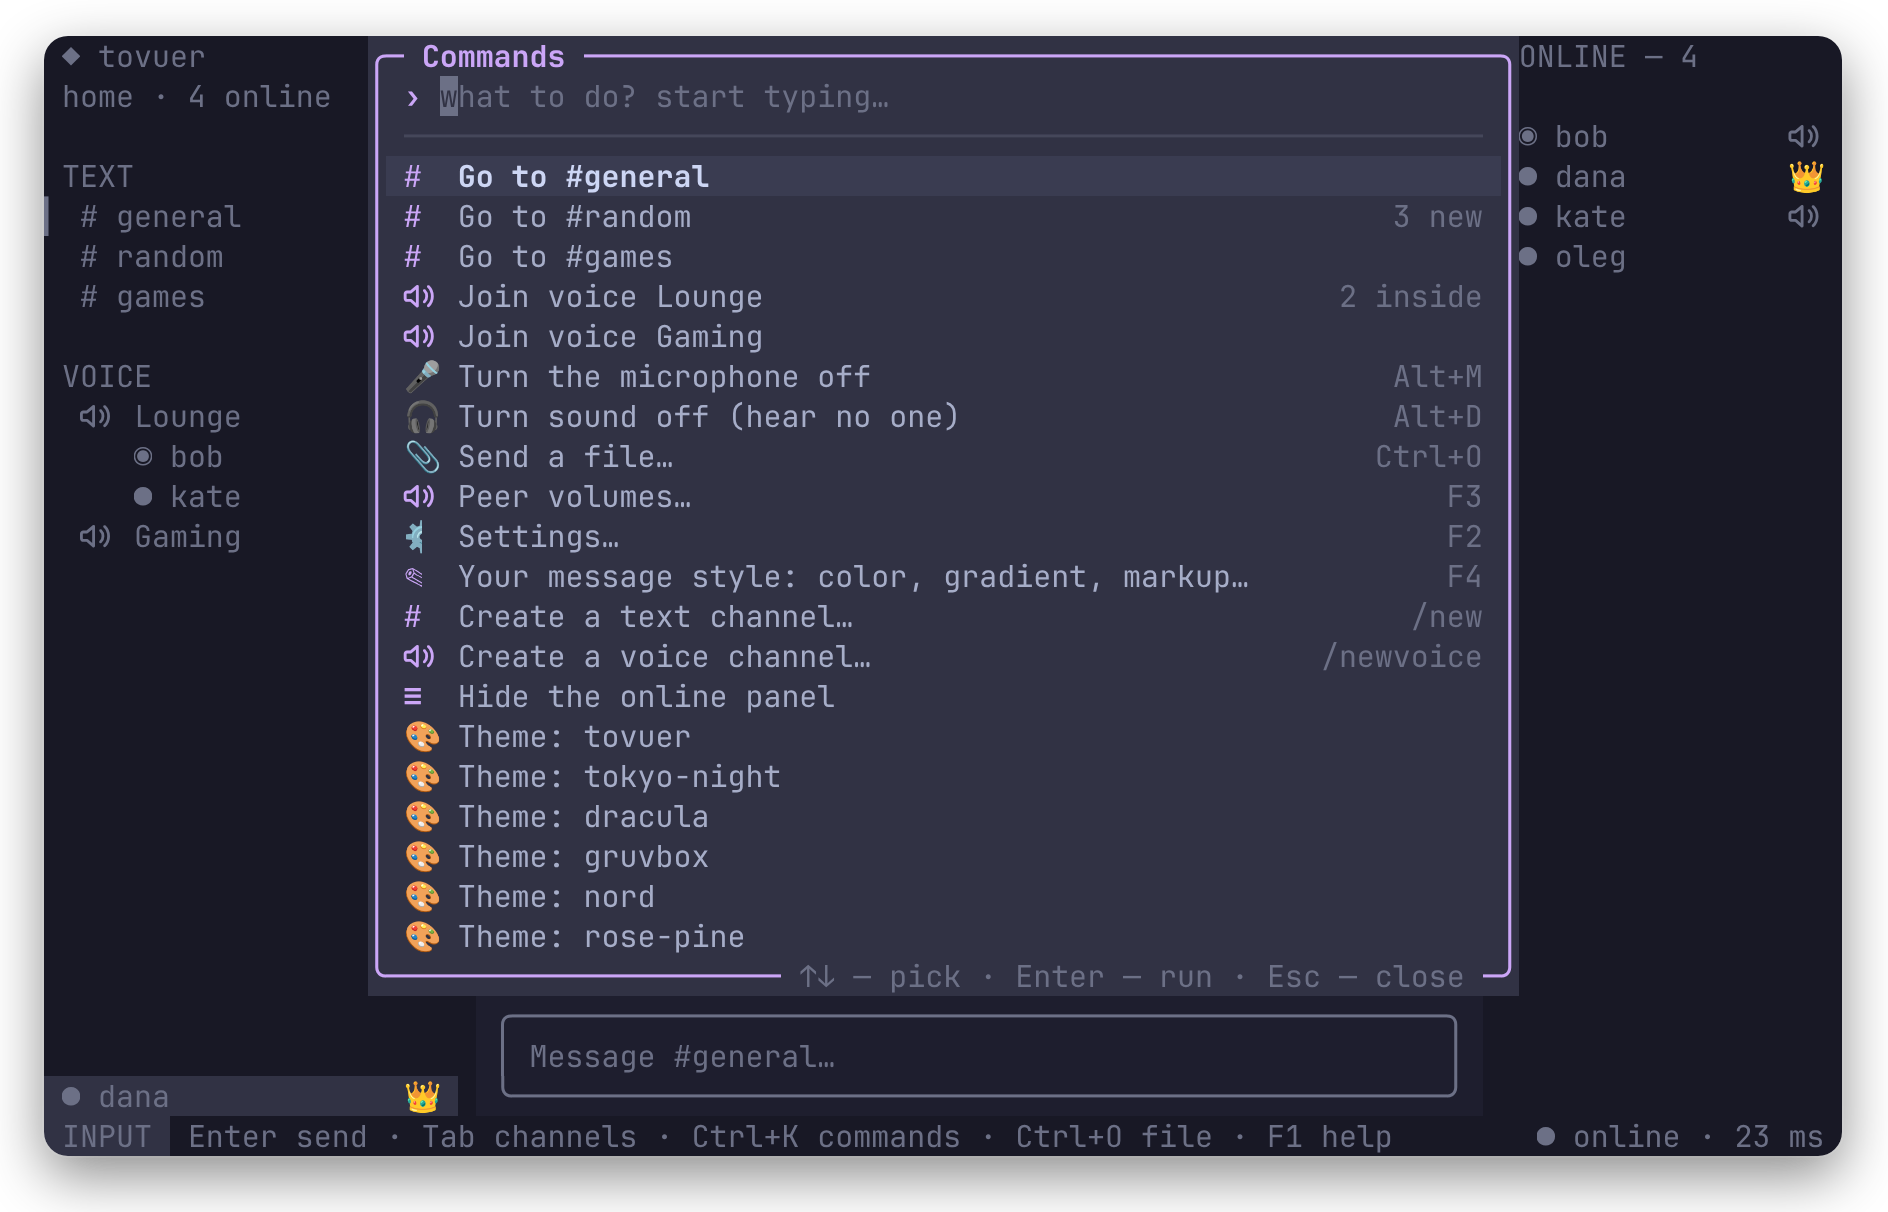 ◆ tovuer
home · 4 online
TEXT
# general
# random
# games
VOICE
Lounge
bob
kate
Gaming
dana
Commands
› what to do? start typing…
# Go to #general
# Go to #random 3 new
# Go to #games
Join voice Lounge 2 inside
Join voice Gaming
Turn the microphone off Alt+M
Turn sound off (hear no one) Alt+D
Send a file… Ctrl+O
Peer volumes… F3
Settings… F2
Your message style: color, gradient, markup… F4
# Create a text channel… /new
Create a voice channel… /newvoice
≡ Hide the online panel
Theme: tovuer
Theme: tokyo-night
Theme: dracula
Theme: gruvbox
Theme: nord
Theme: rose-pine
↑↓ — pick · Enter — run · Esc — close
Message #general…
ONLINE — 4
bob
dana
kate
oleg
INPUT Enter send · Tab channels · Ctrl+K commands · Ctrl+O file · F1 help ● online · 23 ms